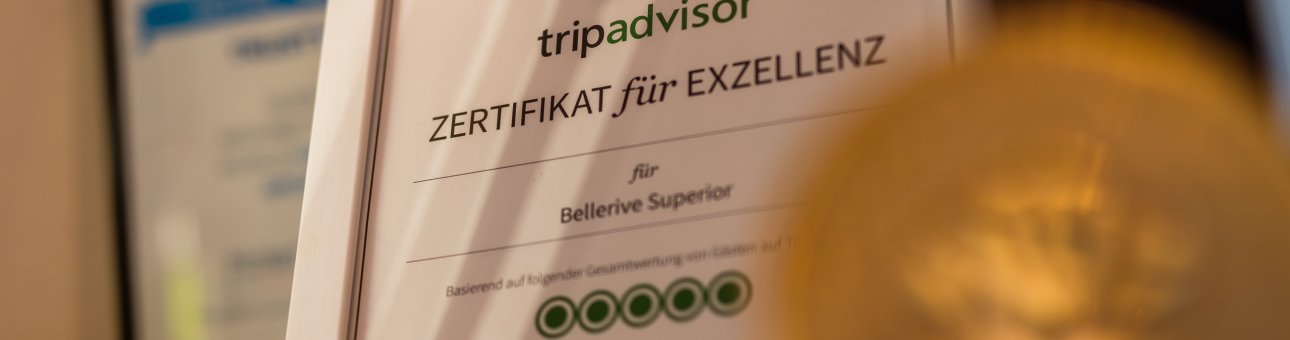 tripadvisor
ZERTIFIKAT für EXZELLENZ
für
Bellerive Superior
Basierend auf folgender Gesamtwertung von Gästen auf